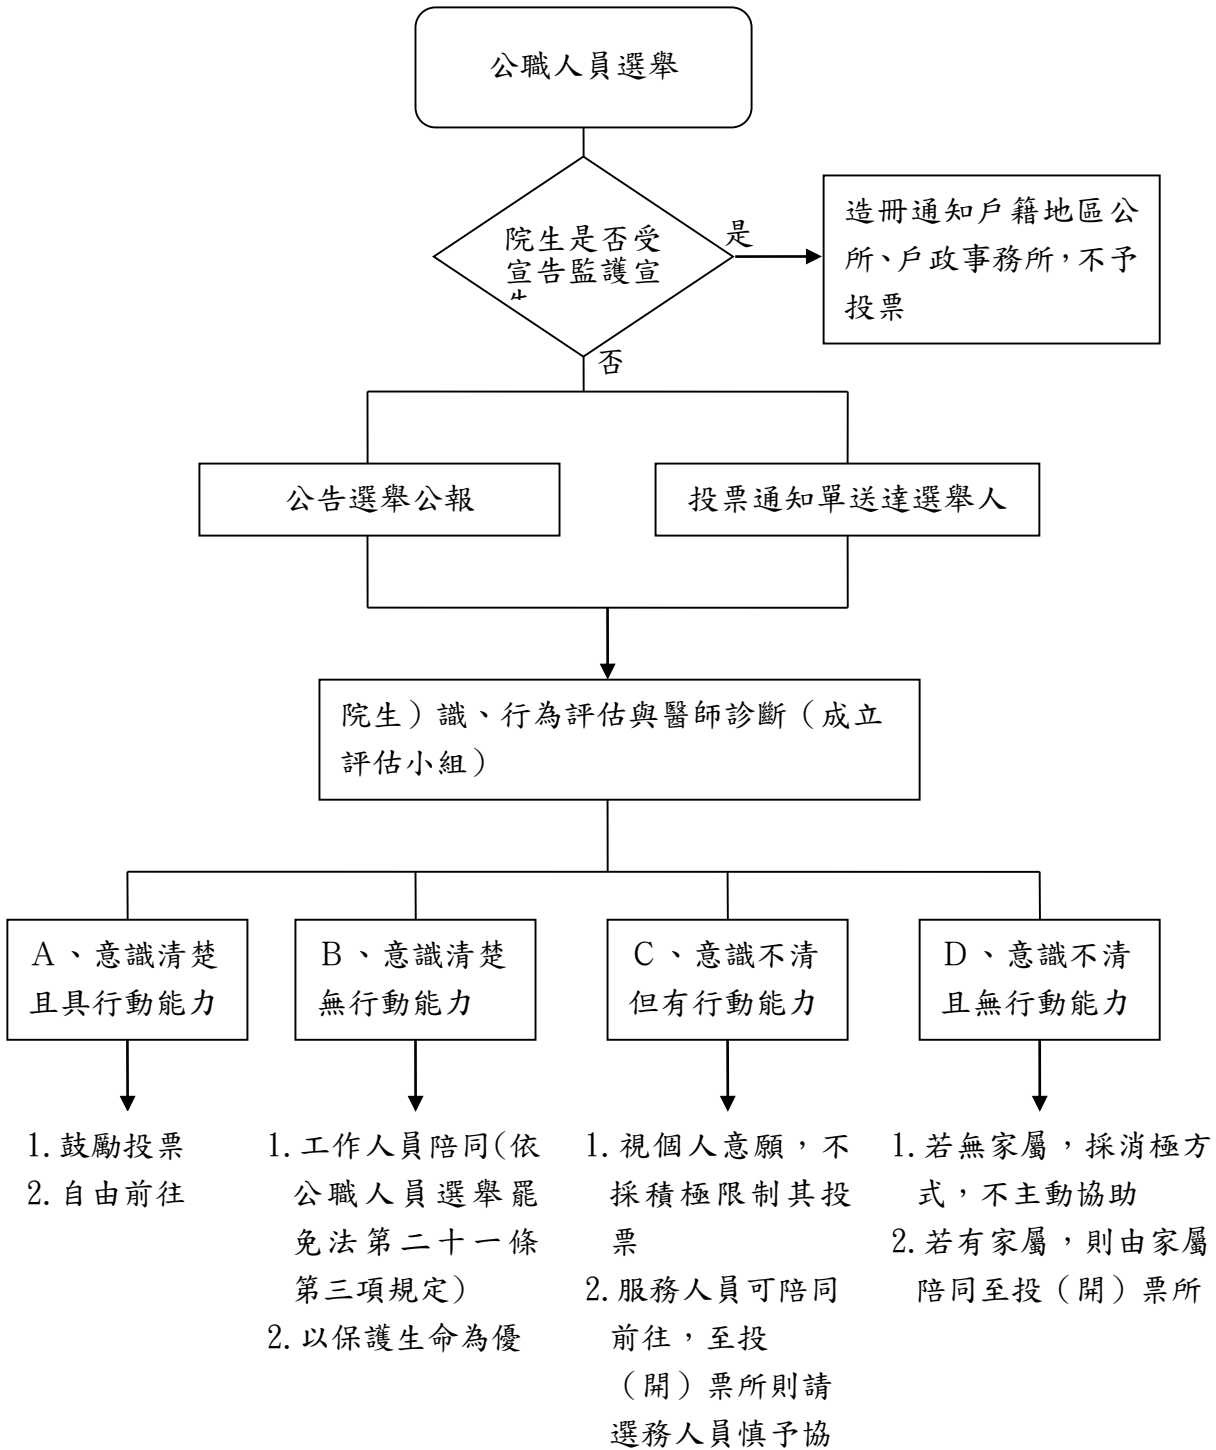 公職人員選舉
院生是否受
宣告監護宣
是
造冊通知戶籍地區公
所、戶政事務所，不予
投票
否
公告選舉公報
投票通知單送達選舉人
院生）識、行為評估與醫師診斷（成立
評估小組）
A、意識清楚
且具行動能力
B、意識清楚
無行動能力
C、意識不清
但有行動能力
D、意識不清
且無行動能力
1.鼓勵投票
2.自由前往
1.工作人員陪同(依
公職人員選舉罷
免法第二十一條
第三項規定)
2.以保護生命為優
1.視個人意願，不
採積極限制其投
票
2.服務人員可陪同
前往，至投
（開）票所則請
選務人員慎予協
1.若無家屬，採消極方
式，不主動協助
2.若有家屬，則由家屬
陪同至投（開）票所